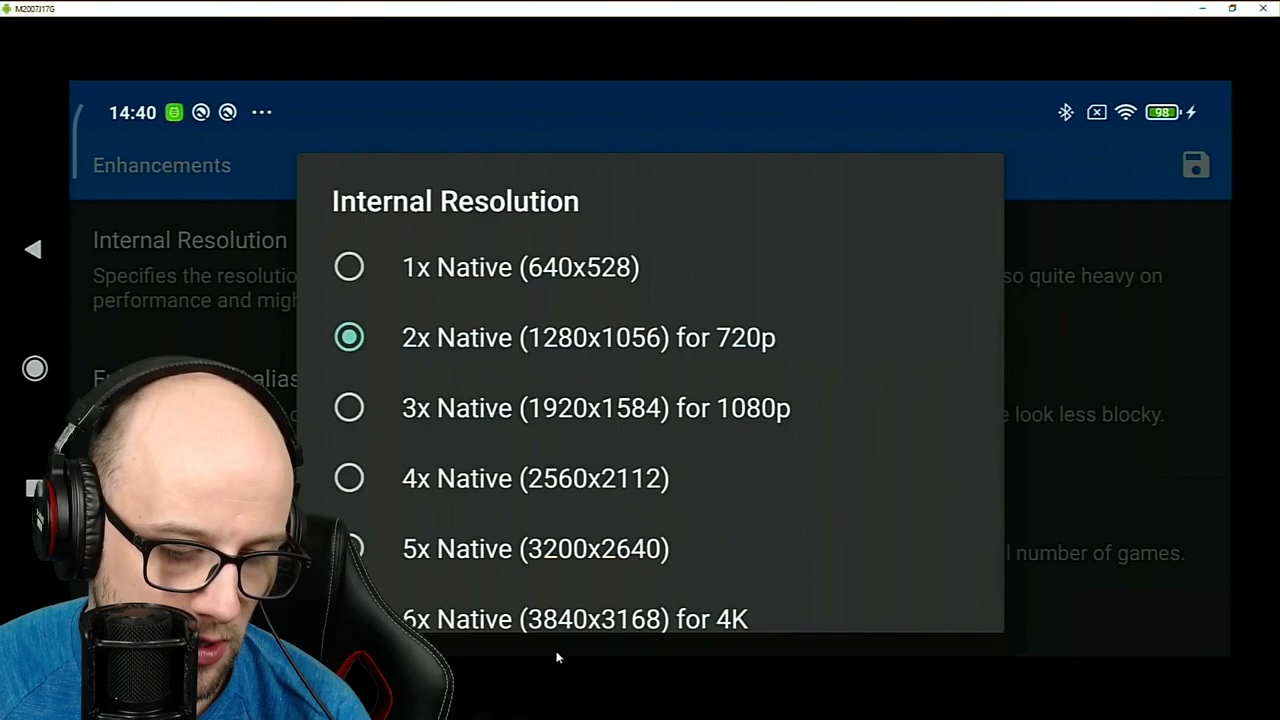 M2007J17G
14:40
98
Enhancements
Internal Resolution
Internal Resolution
Specifies the resolutio
so quite heavy on
performance and migh
1x Native (640x528)
2x Native (1280x1056) for 720p
3x Native (1920x1584) for 1080p
look less blocky.
4x Native (2560x2112)
5x Native (3200x2640)
number of games.
6x Native (3840x3168) for 4K